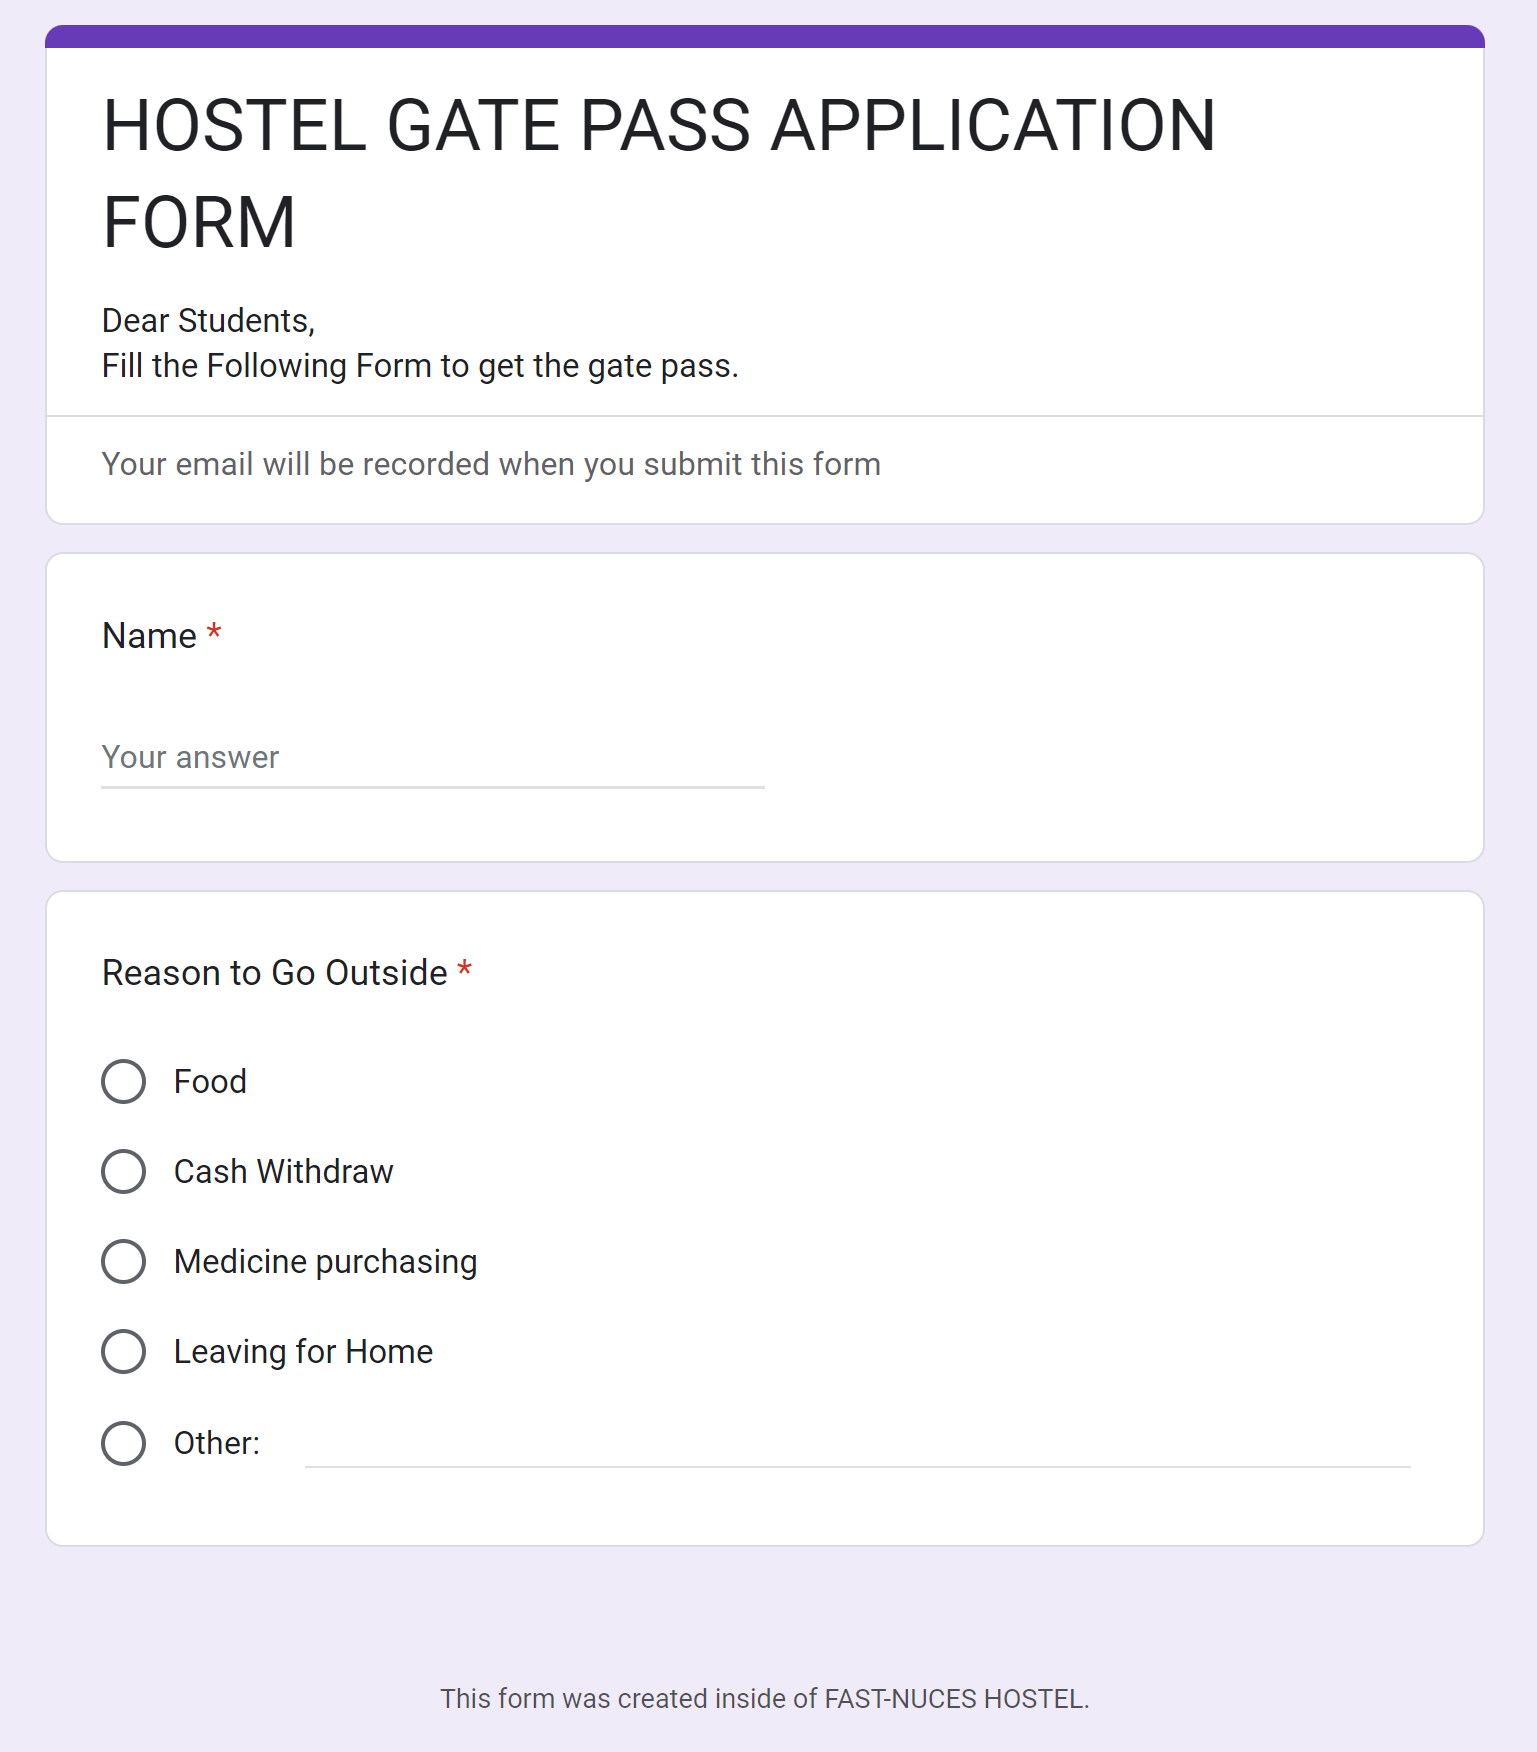 HOSTEL GATE PASS APPLICATION
FORM
Dear Students,
Fill the Following Form to get the gate pass.
Your email will be recorded when you submit this form
Name *
Your answer
Reason to Go Outside *
Food
Cash Withdraw
Medicine purchasing
Leaving for Home
Other:
This form was created inside of FAST-NUCES HOSTEL.